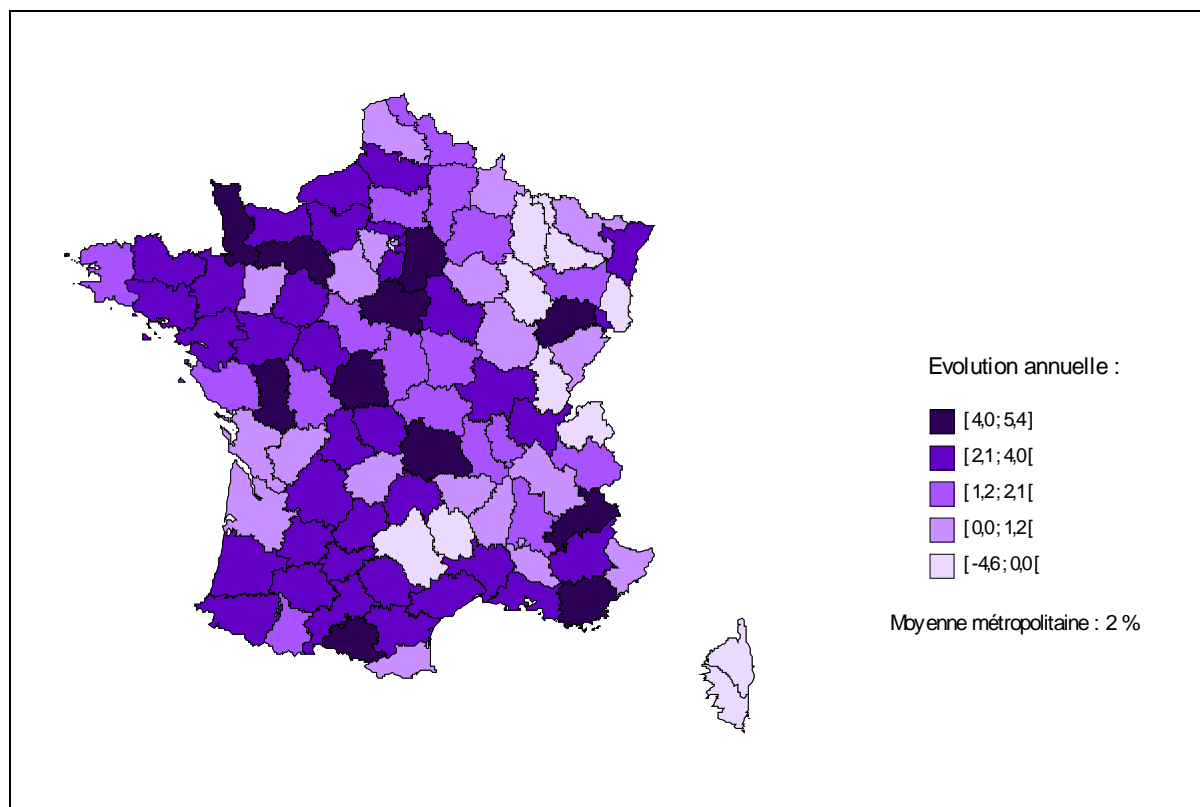 Evolution annuelle :
[ 4,0 ; 5,4 ]
[ 2,1 ; 4,0 [
[ 1,2 ; 2,1 [
[ 0,0 ; 1,2 [
[ -4,6 ; 0,0 [
Moyenne métropolitaine : 2 %